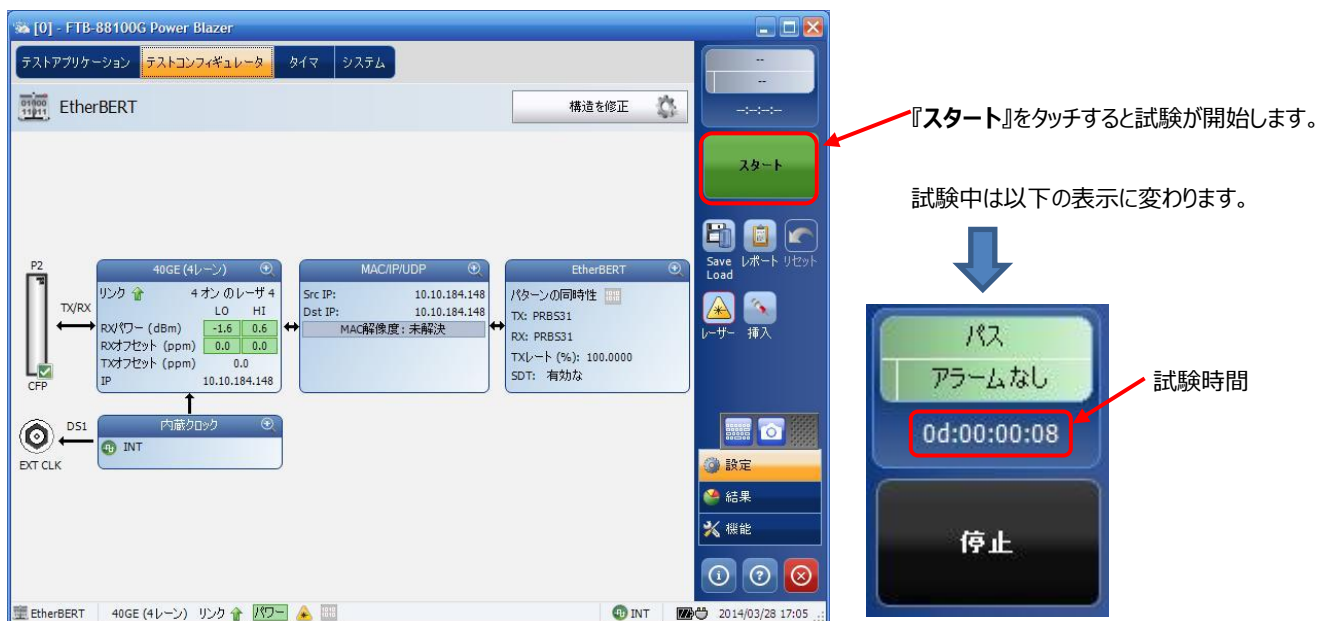 [0] - FTB-88100G Power Blazer
テストアプリケーション テストコンフィギュレータ タイマ システム
01000
11011
EtherBERT
構造を修正
--
--
--:--:--:--
スタート
Save
Load
レポート
リセット
レーザー
挿入
P2
TX/RX
CFP
40GE (4レーン)
リンク 4 オン のレーザ 4
LO HI
RXパワー (dBm) -1.6 0.6
RXオフセット (ppm) 0.0 0.0
TXオフセット (ppm) 0.0
IP 10.10.184.148
MAC/IP/UDP
Src IP: 10.10.184.148
Dst IP: 10.10.184.148
MAC解像度 : 未解決
EtherBERT
パターンの同時性
TX: PRBS31
RX: PRBS31
TXレート (%): 100.0000
SDT: 有効な
EXT CLK
DS1
内蔵クロック
INT
設定
結果
機能
EtherBERT 40GE (4レーン) リンク パワー INT 2014/03/28 17:05
『スタート』をタッチすると試験が開始します。
試験中は以下の表示に変わります。
パス
アラームなし
0d:00:00:08
試験時間
停止